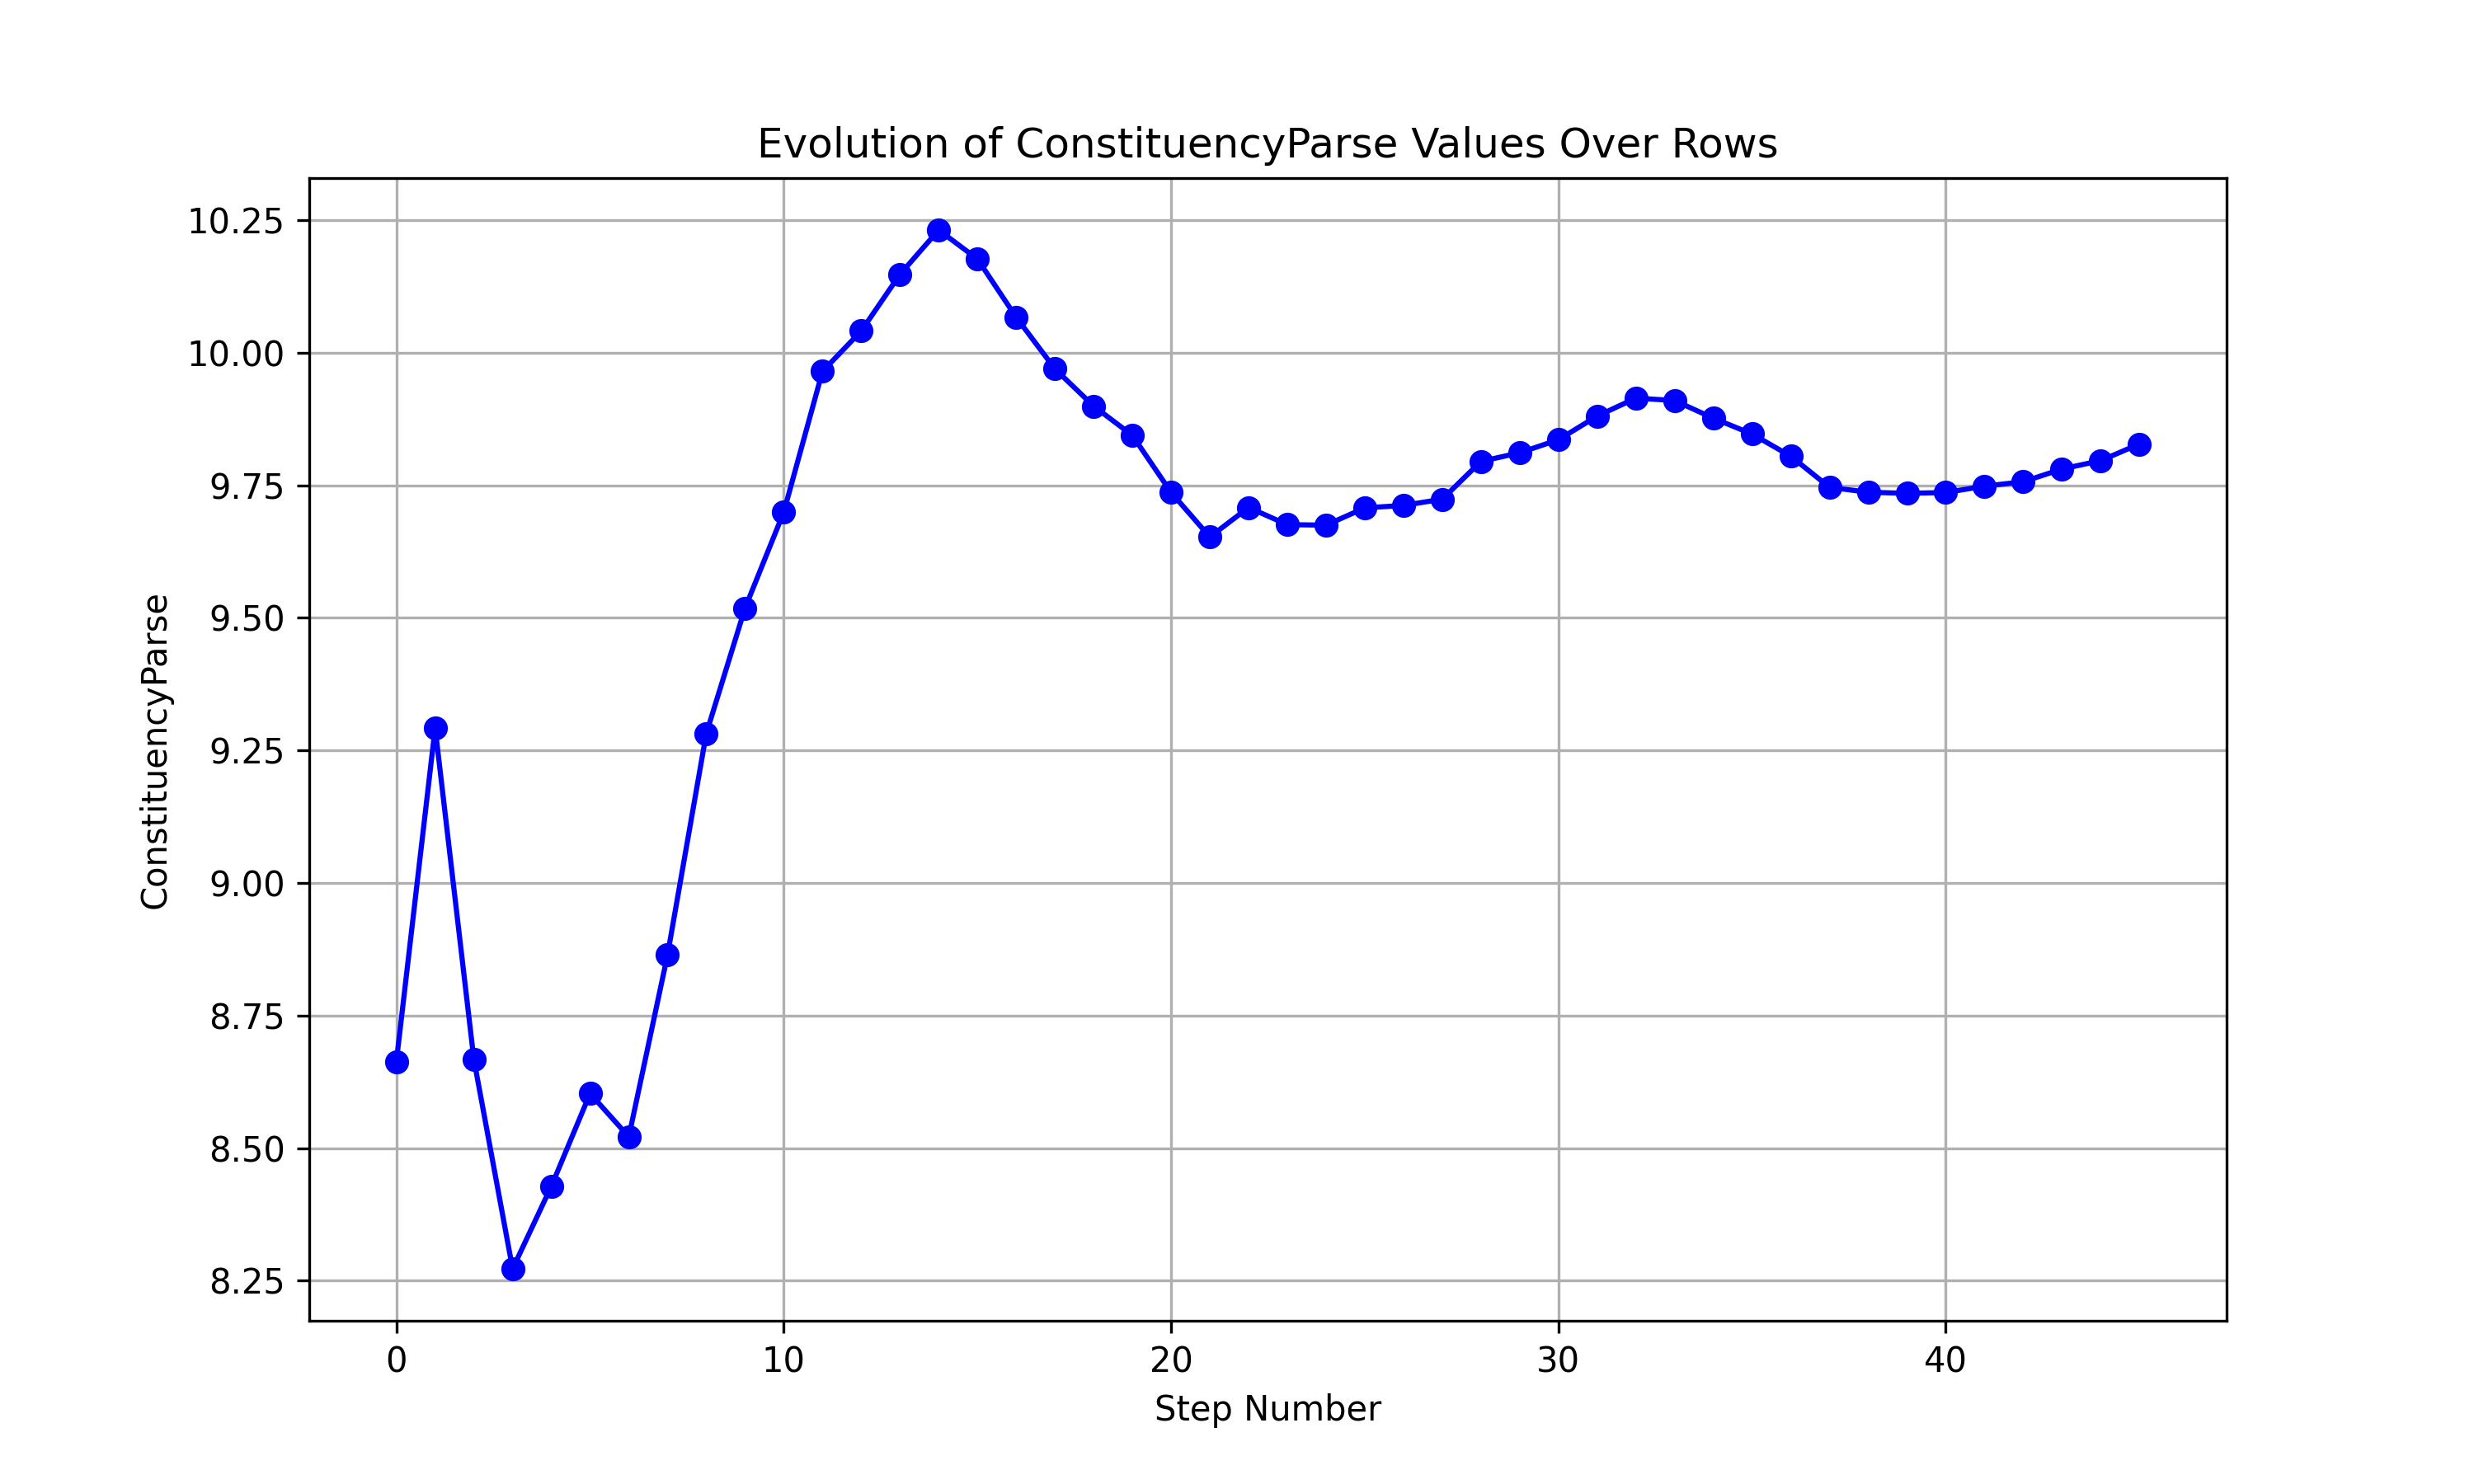 Evolution of ConstituencyParse Values Over Rows
10.25
10.00
9.75
9.50
9.25
9.00
8.75
8.50
8.25
ConstituencyParse
0 10 20 30 40
Step Number